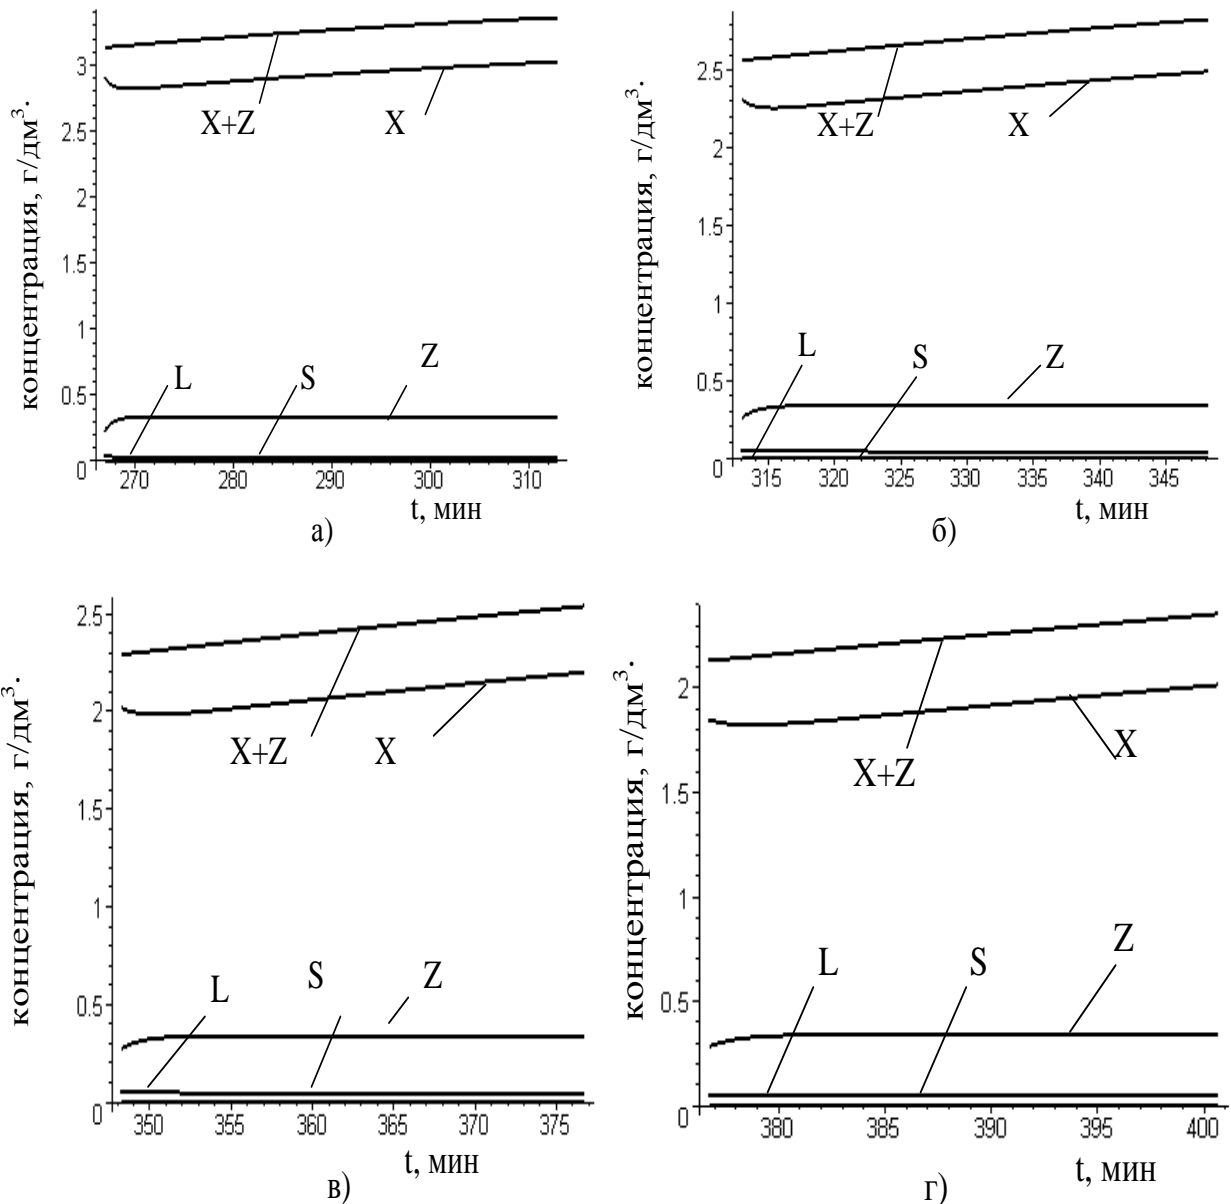 концентрация, г/дм³.
3
2.5
2
1.5
1
0.5
0
270 280 290 300 310
X+Z
X
L
S
Z
t, мин
а)
концентрация, г/дм³.
2.5
2
1.5
1
0.5
0
315 320 325 330 335 340 345
X+Z
X
L
S
Z
t, мин
б)
концентрация, г/дм³.
2.5
2
1.5
1
0.5
0
350 355 360 365 370 375
X+Z
X
L
S
Z
t, мин
в)
концентрация, г/дм³.
2
1.5
1
0.5
0
380 385 390 395 400
X+Z
X
L
S
Z
t, мин
г)